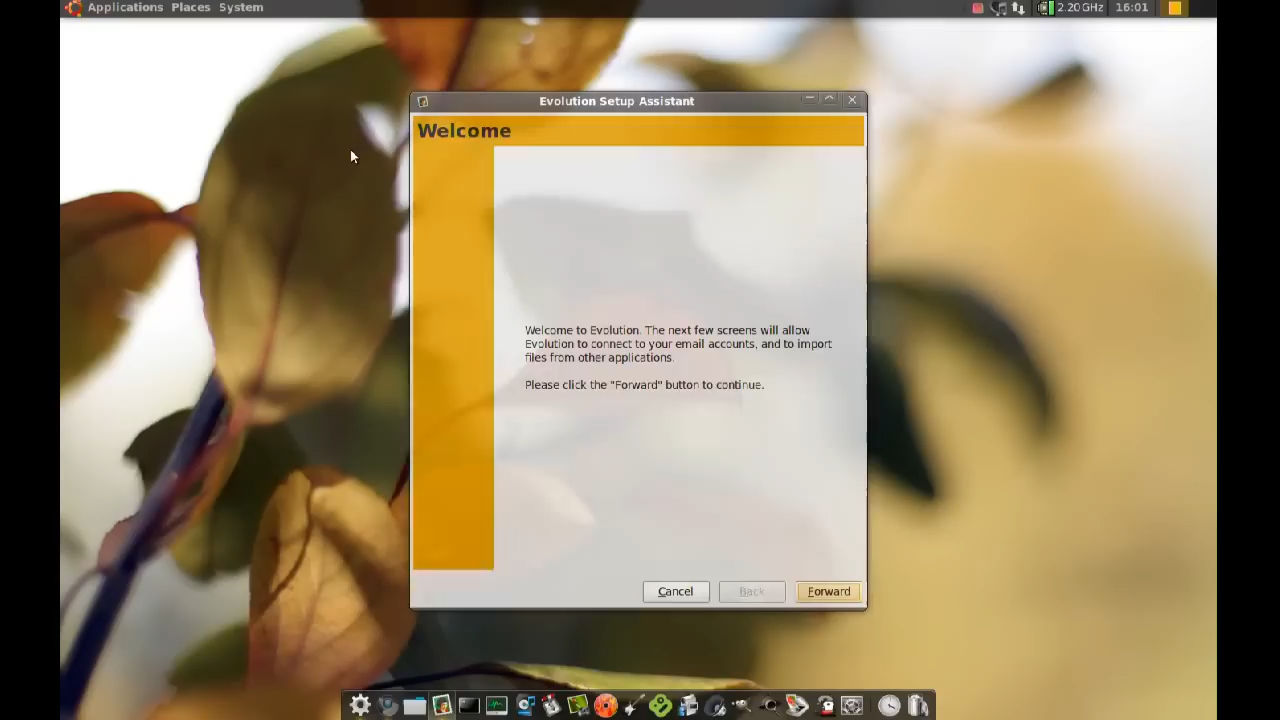 Applications Places System 2.20 GHz 16:01
Evolution Setup Assistant
Welcome
Welcome to Evolution. The next few screens will allow
Evolution to connect to your email accounts, and to import
files from other applications.
Please click the "Forward" button to continue.
Cancel Back Forward